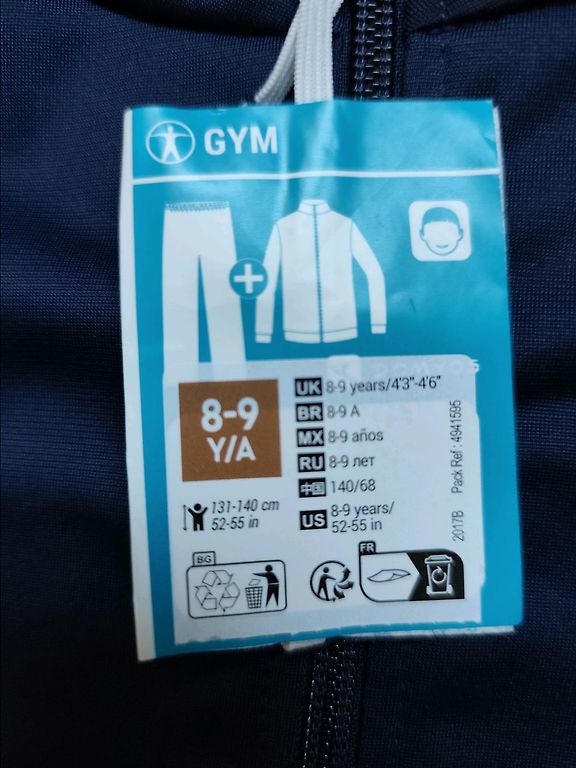 GYM
8-9
Y/A
131-140 cm
52-55 in
UK 8-9 years/4'3"-4'6"
BR 8-9 A
MX 8-9 años
RU 8-9 лет
中国 140/68
US 8-9 years/
52-55 in
2017B Pack Ref : 4941595
BG
FR